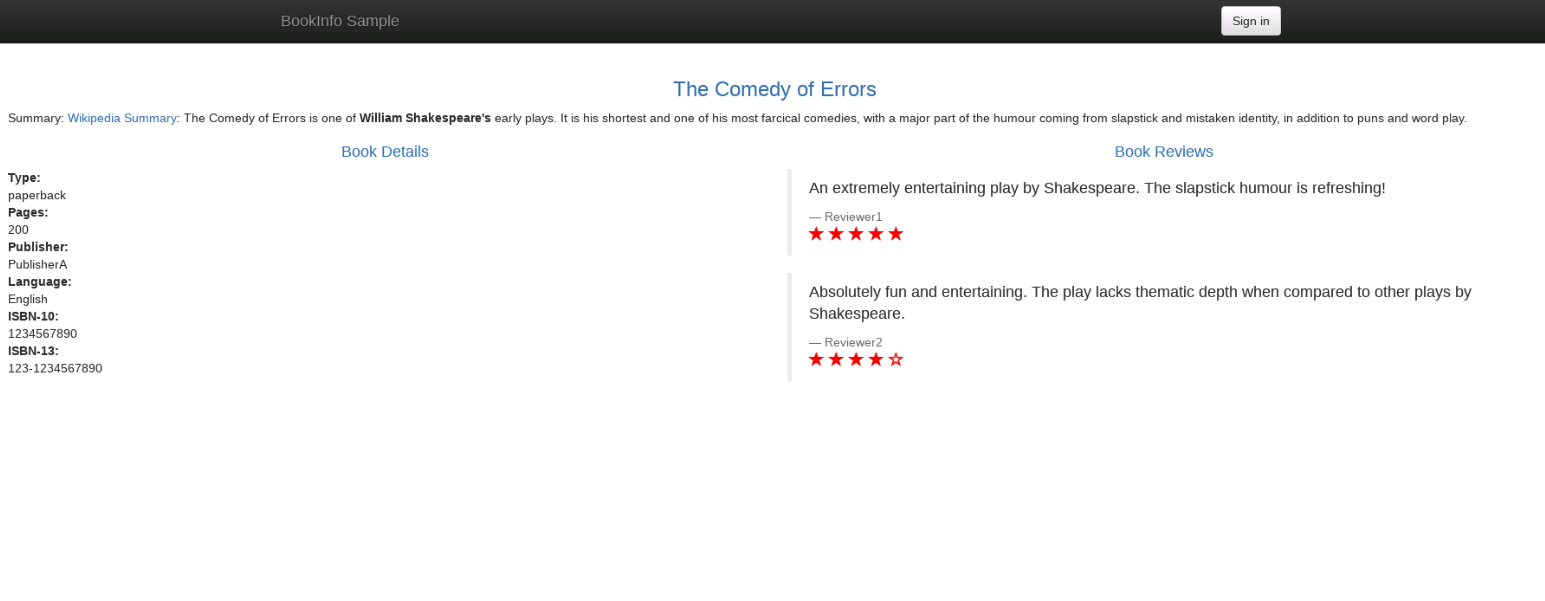 BookInfo Sample
Sign in
The Comedy of Errors
Summary: Wikipedia Summary: The Comedy of Errors is one of William Shakespeare's early plays. It is his shortest and one of his most farcical comedies, with a major part of the humour coming from slapstick and mistaken identity, in addition to puns and word play.
Book Details
Type:
paperback
Pages:
200
Publisher:
PublisherA
Language:
English
ISBN-10:
1234567890
ISBN-13:
123-1234567890
Book Reviews
An extremely entertaining play by Shakespeare. The slapstick humour is refreshing!
— Reviewer1
Absolutely fun and entertaining. The play lacks thematic depth when compared to other plays by
Shakespeare.
— Reviewer2